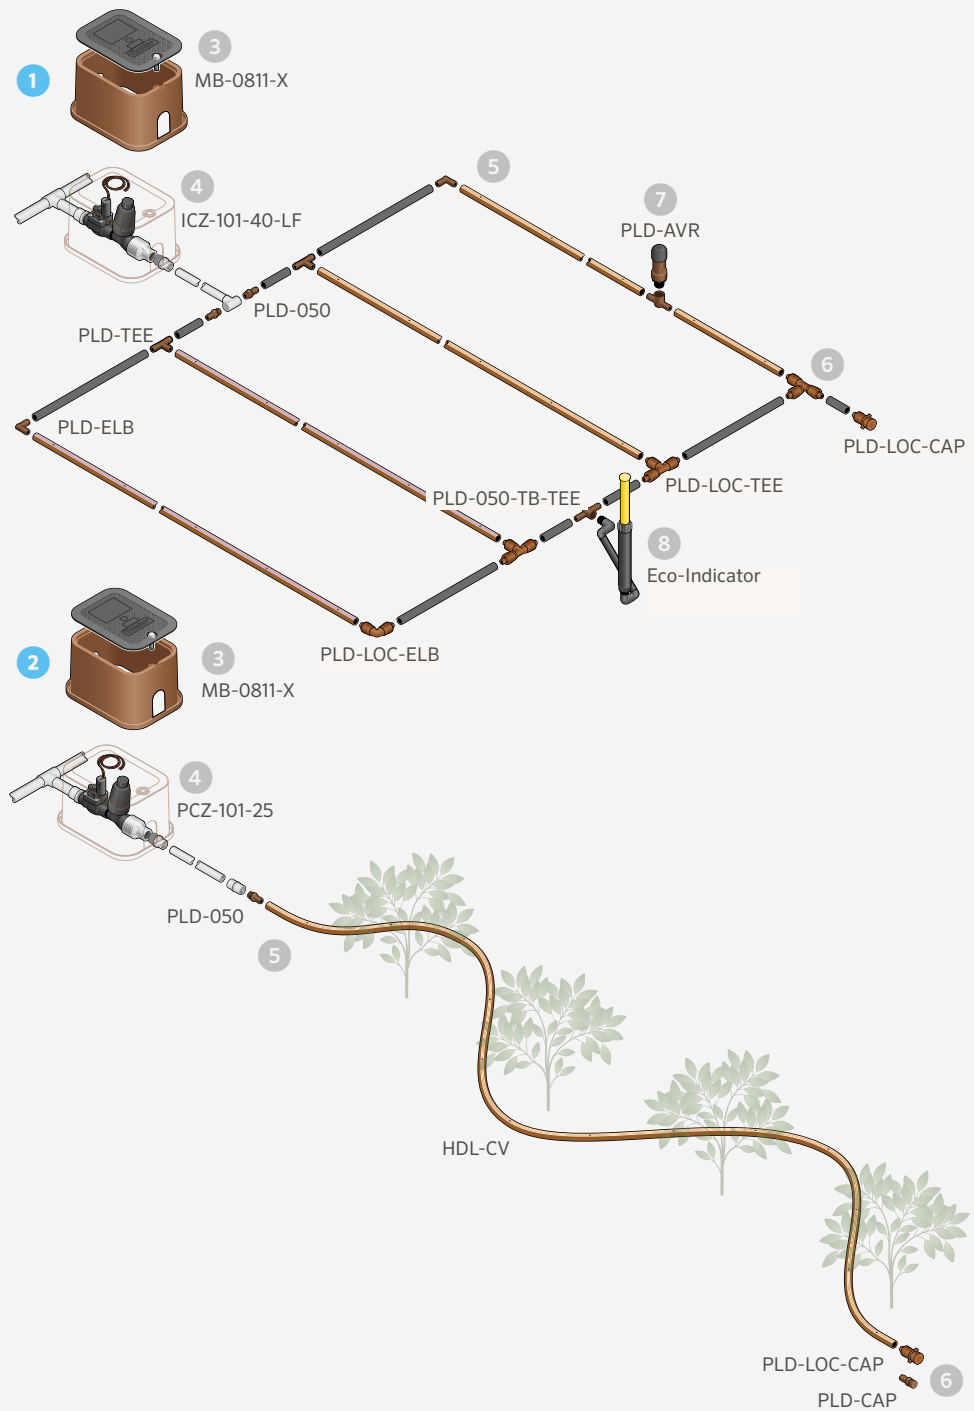 3
1
MB-0811-X
5
4
7
ICZ-101-40-LF
PLD-AVR
PLD-050
PLD-TEE
6
PLD-ELB
PLD-LOC-CAP
PLD-LOC-TEE
PLD-050-TB-TEE
8
Eco-Indicator
PLD-LOC-ELB
2
3
MB-0811-X
4
PCZ-101-25
PLD-050
5
HDL-CV
PLD-LOC-CAP
6
PLD-CAP